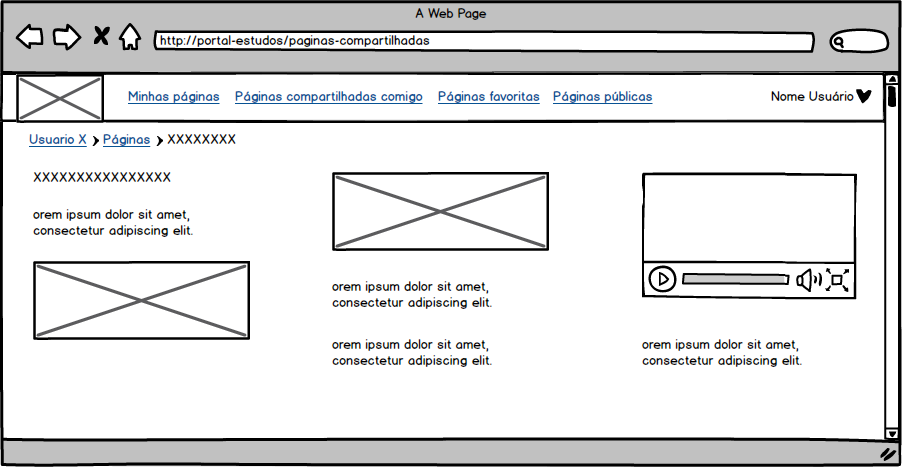 A Web Page
http://portal-estudos/paginas-compartilhadas
Minhas páginas Páginas compartilhadas comigo Páginas favoritas Páginas públicas Nome Usuário
Usuario X Páginas XXXXXXXX
XXXXXXXXXXXXXXXX
orem ipsum dolor sit amet,
consectetur adipiscing elit.
orem ipsum dolor sit amet,
consectetur adipiscing elit.
orem ipsum dolor sit amet,
consectetur adipiscing elit.
orem ipsum dolor sit amet,
consectetur adipiscing elit.